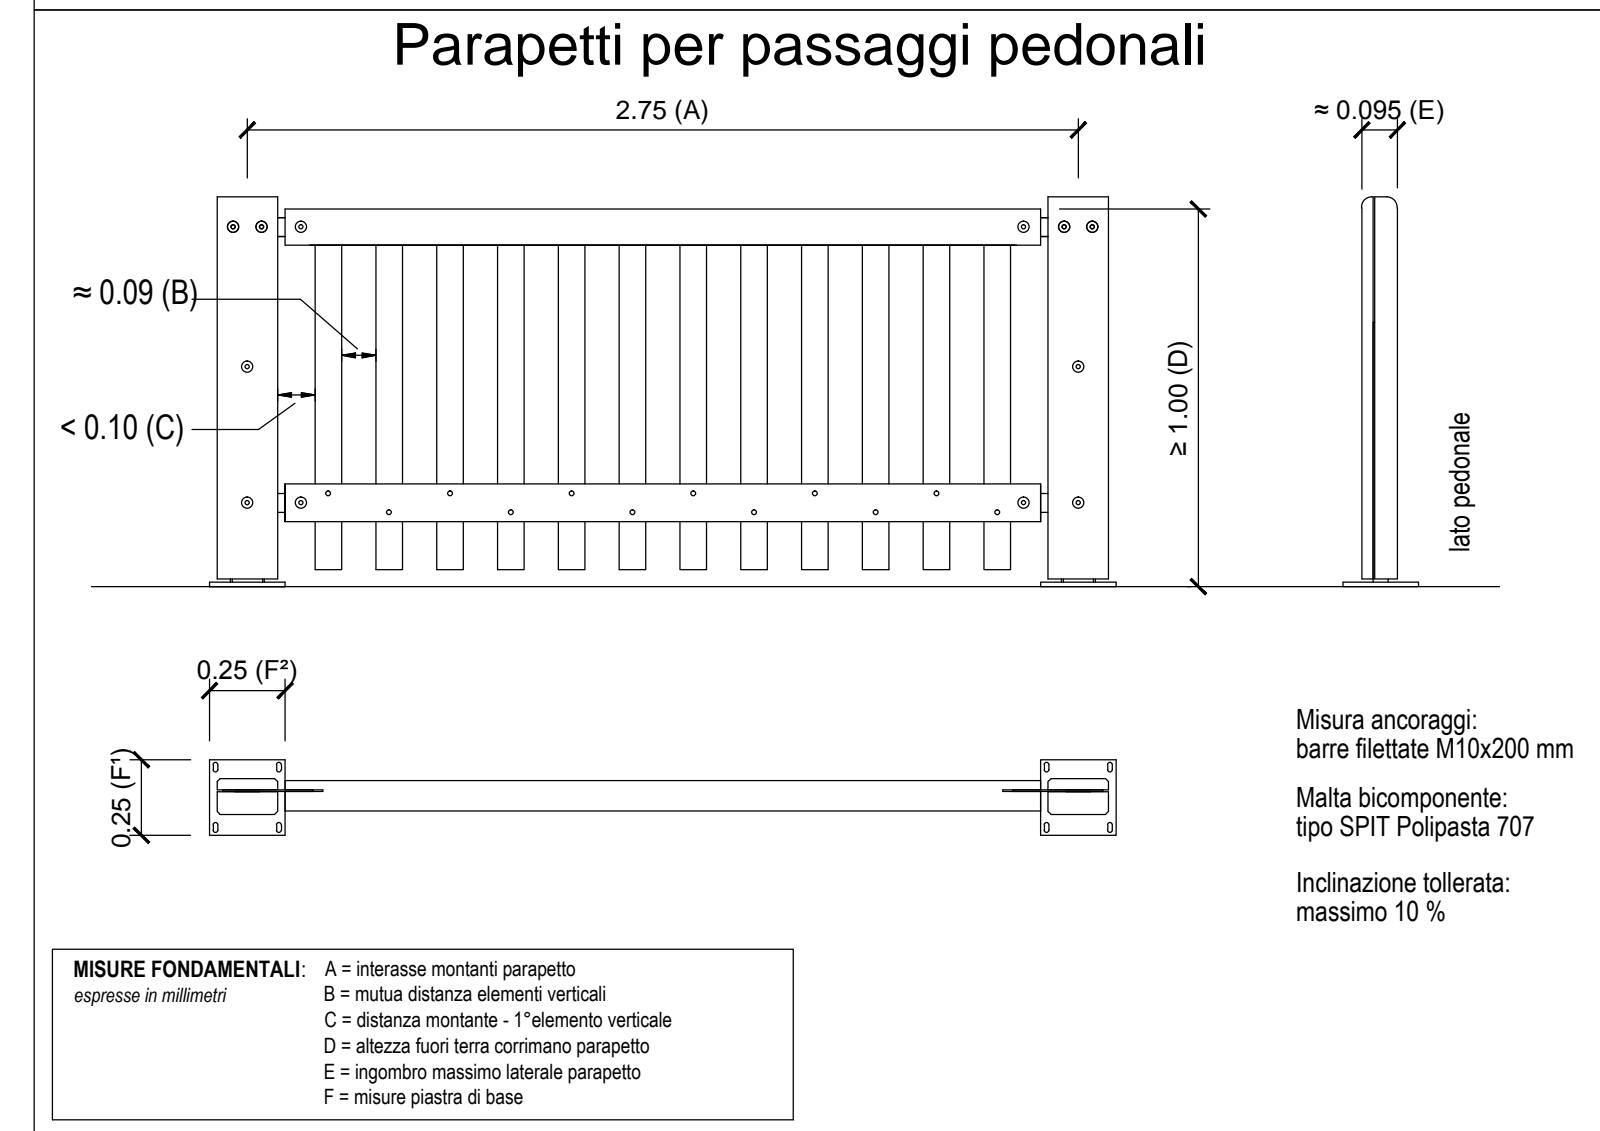 Parapetti per passaggi pedonali
2.75 (A)
≈ 0.095 (E)
≈ 0.09 (B)
< 0.10 (C)
≥ 1.00 (D)
lato pedonale
0.25 (F²)
0.25 (F¹)
Misura ancoraggi:
barre filettate M10x200 mm
Malta bicomponente:
tipo SPIT Polipasta 707
Inclinazione tollerata:
massimo 10 %
MISURE FONDAMENTALI:
espresse in millimetri
A = interasse montanti parapetto
B = mutua distanza elementi verticali
C = distanza montante - 1°elemento verticale
D = altezza fuori terra corrimano parapetto
E = ingombro massimo laterale parapetto
F = misure piastra di base